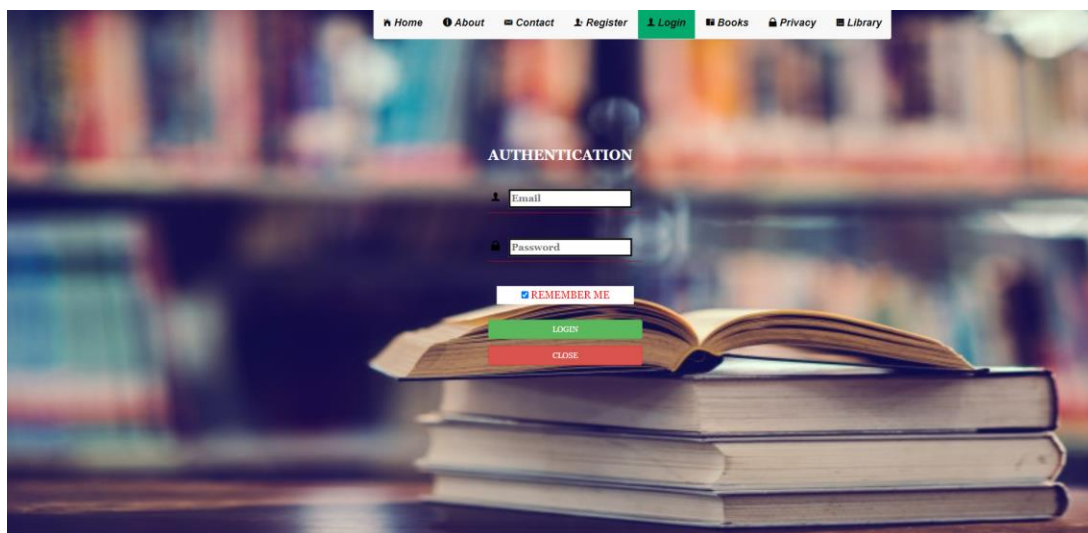 Home About Contact Register Login Books Privacy Library
AUTHENTICATION
Email
Password
REMEMBER ME
LOGIN
CLOSE